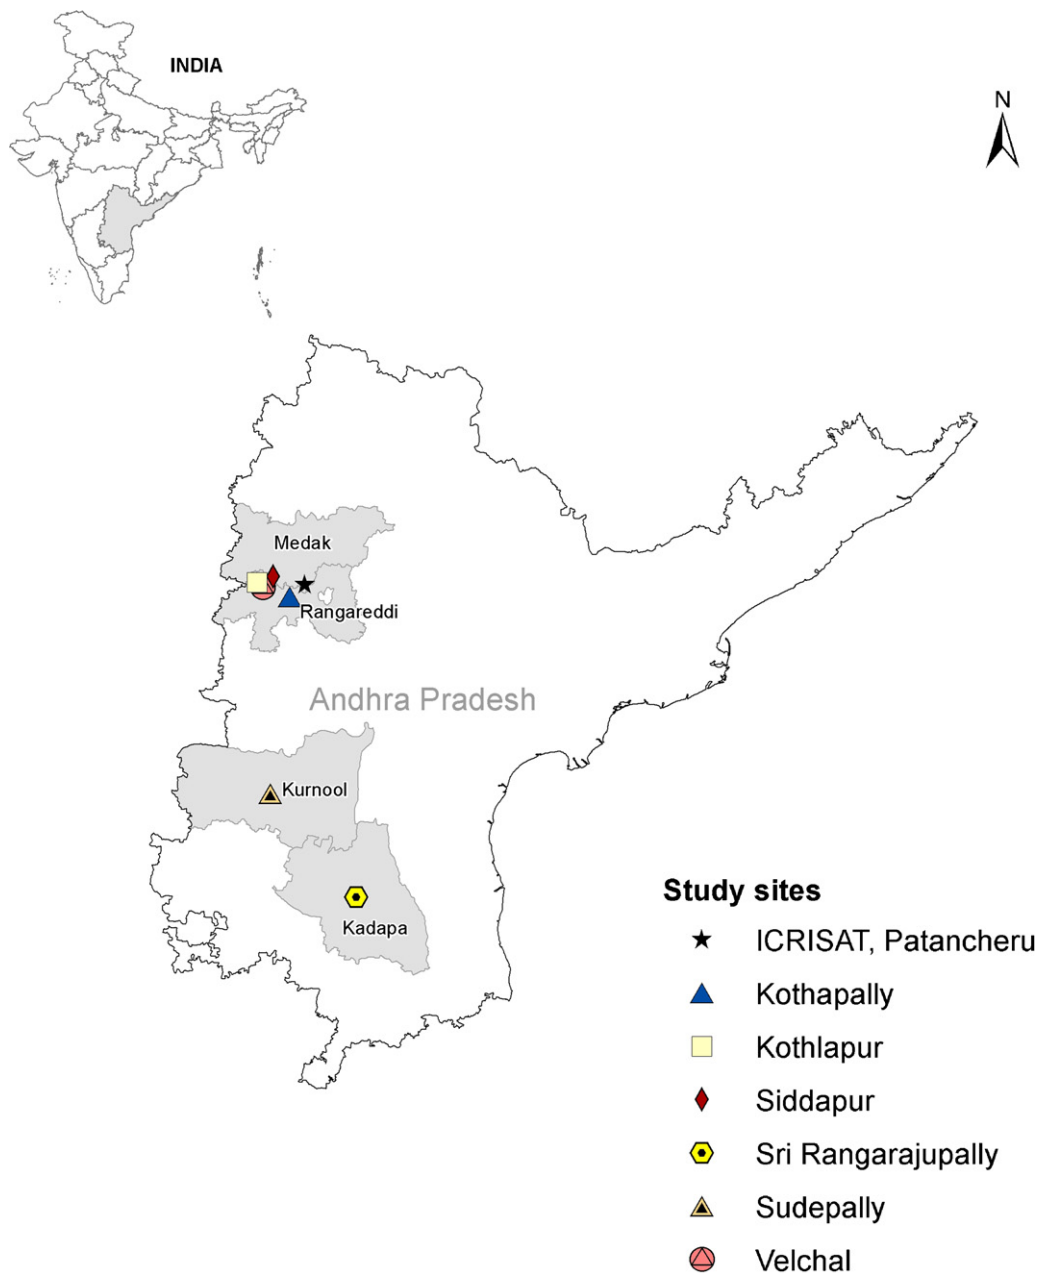 INDIA
N
Medak
Rangareddi
Andhra Pradesh
Kurnool
Kadapa
Study sites
ICRISAT, Patancheru
Kothapally
Kothlapur
Siddapur
Sri Rangarajupally
Sudepally
Velchal